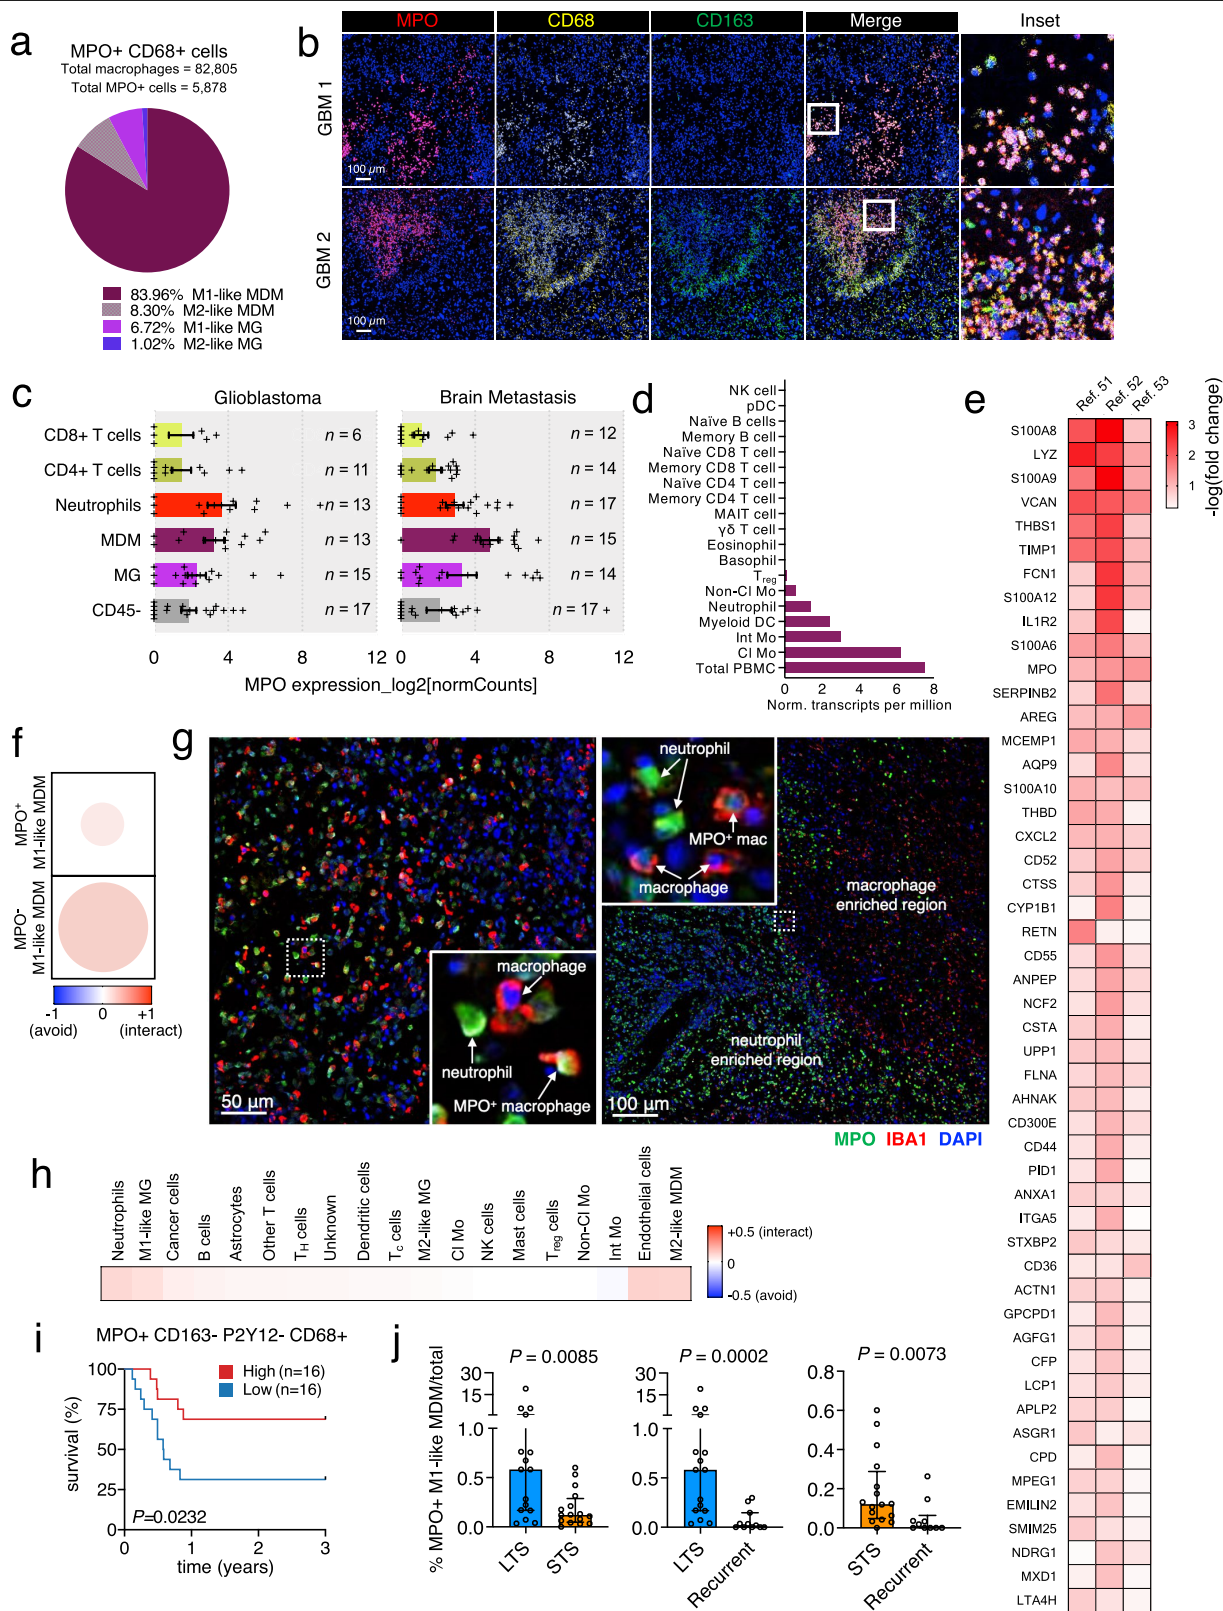 a
MPO+ CD68+ cells
Total macrophages = 82,805
Total MPO+ cells = 5,878
83.96% M1-like MDM
8.30% M2-like MDM
6.72% M1-like MG
1.02% M2-like MG
b
MPO
CD68
CD163
Merge
Inset
GBM 1
100 µm
GBM 2
100 µm
c
Glioblastoma
Brain Metastasis
CD8+ T cells
n = 6
n = 12
CD4+ T cells
n = 11
n = 14
Neutrophils
n = 13
n = 17
MDM
n = 13
n = 15
MG
n = 15
n = 14
CD45-
n = 17
n = 17
0 4 8 12 0 4 8 12
MPO expression_log2[normCounts]
d
NK cell
pDC
Naïve B cells
Memory B cell
Naïve CD8 T cell
Memory CD8 T cell
Naïve CD4 T cell
Memory CD4 T cell
MAIT cell
γδ T cell
Eosinophil
Basophil
Treg
Non-Cl Mo
Neutrophil
Myeloid DC
Int Mo
Cl Mo
Total PBMC
0 2 4 6 8
Norm. transcripts per million
e
Ref. 51
Ref. 52
Ref. 53
3
2
1
-log(fold change)
S100A8
LYZ
S100A9
VCAN
THBS1
TIMP1
FCN1
S100A12
IL1R2
S100A6
MPO
SERPINB2
AREG
MCEMP1
AQP9
S100A10
THBD
CXCL2
CD52
CTSS
CYP1B1
RETN
CD55
ANPEP
NCF2
CSTA
UPP1
FLNA
AHNAK
CD300E
CD44
PID1
ANXA1
ITGA5
STXBP2
CD36
ACTN1
GPCPD1
AGFG1
CFP
LCP1
APLP2
ASGR1
CPD
MPEG1
EMILIN2
SMIM25
NDRG1
MXD1
LTA4H
f
MPO+
M1-like MDM
MPO-
M1-like MDM
-1 0 +1
(avoid) (interact)
g
macrophage
neutrophil
MPO+ macrophage
50 µm
neutrophil
MPO+ mac
macrophage
macrophage
enriched region
neutrophil
enriched region
100 µm
MPO IBA1 DAPI
h
Neutrophils
M1-like MG
Cancer cells
B cells
Astrocytes
Other T cells
TH cells
Unknown
Dendritic cells
Tc cells
M2-like MG
Cl Mo
NK cells
Mast cells
Treg cells
Non-Cl Mo
Int Mo
Endothelial cells
M2-like MDM
+0.5 (interact)
0
-0.5 (avoid)
i
MPO+ CD163- P2Y12- CD68+
High (n=16)
Low (n=16)
survival (%)
100
75
50
25
0
P=0.0232
0 1 2 3
time (years)
j
% MPO+ M1-like MDM/total
P = 0.0085
30
15
1.0
0.5
0
LTS
STS
P = 0.0002
30
15
1.0
0.5
0
LTS
Recurrent
P = 0.0073
0.8
0.6
0.4
0.2
0.0
STS
Recurrent